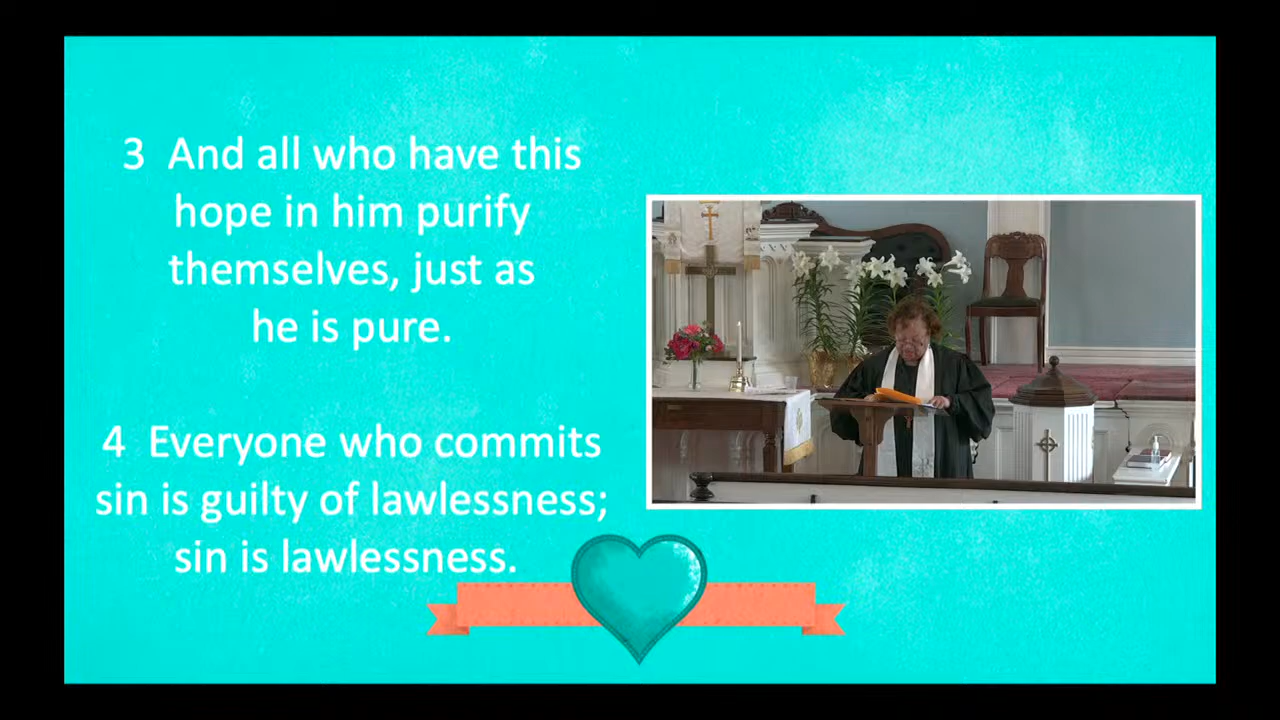 3  And all who have this
hope in him purify
themselves, just as
he is pure.
4  Everyone who commits
sin is guilty of lawlessness;
sin is lawlessness.